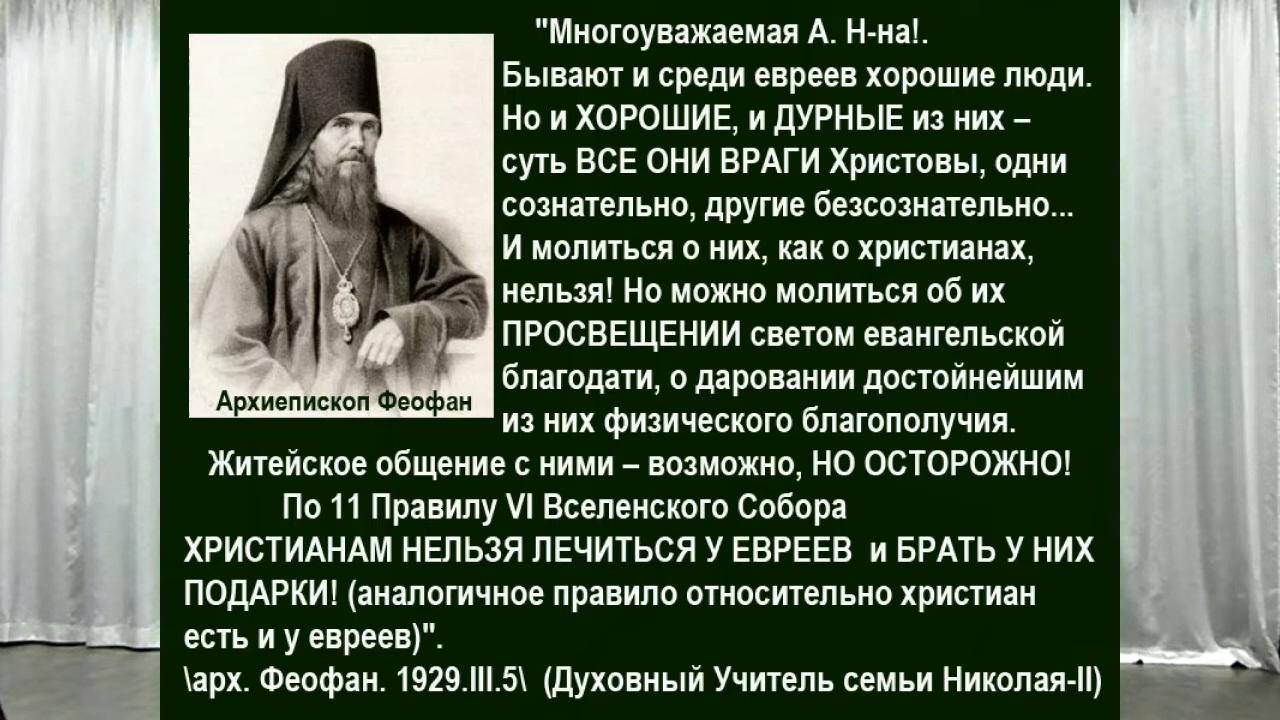 "Многоуважаемая А. Н-на!.
Бывают и среди евреев хорошие люди.
Но и ХОРОШИЕ, и ДУРНЫЕ из них –
суть ВСЕ ОНИ ВРАГИ Христовы, одни
сознательно, другие безсознательно...
И молиться о них, как о христианах,
нельзя! Но можно молиться об их
ПРОСВЕЩЕНИИ светом евангельской
благодати, о даровании достойнейшим
из них физического благополучия.
Архиепископ Феофан
Житейское общение с ними – возможно, НО ОСТОРОЖНО!
По 11 Правилу VI Вселенского Собора
ХРИСТИАНАМ НЕЛЬЗЯ ЛЕЧИТЬСЯ У ЕВРЕЕВ и БРАТЬ У НИХ
ПОДАРКИ! (аналогичное правило относительно христиан
есть и у евреев)".
\арх. Феофан. 1929.III.5\ (Духовный Учитель семьи Николая-II)